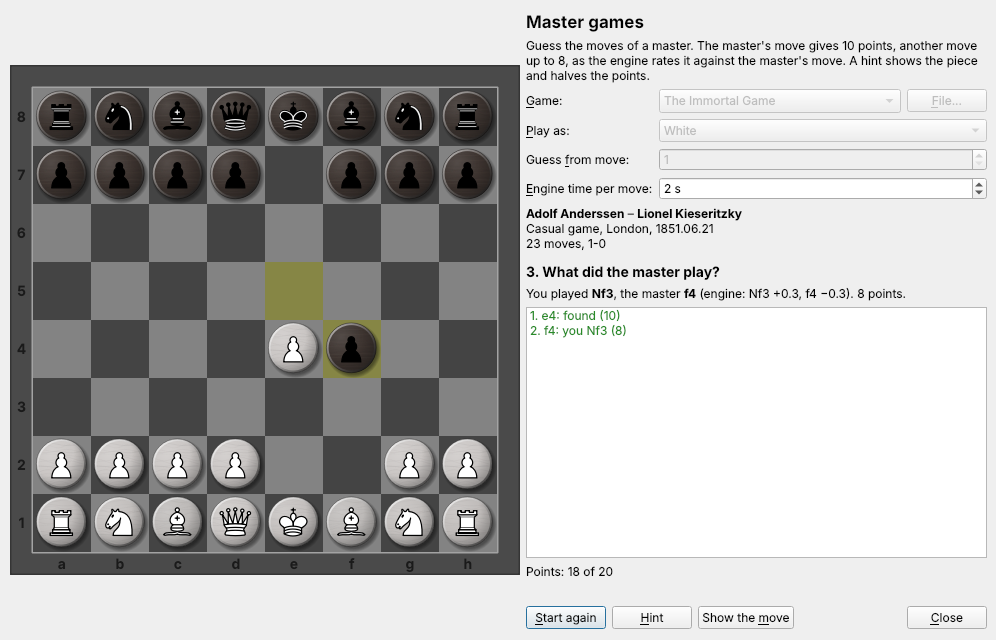 Master games
Guess the moves of a master. The master's move gives 10 points, another move
up to 8, as the engine rates it against the master's move. A hint shows the piece
and halves the points.
Game: The Immortal Game File...
Play as: White
Guess from move: 1
Engine time per move: 2 s
Adolf Anderssen – Lionel Kieseritzky
Casual game, London, 1851.06.21
23 moves, 1-0
3. What did the master play?
You played Nf3, the master f4 (engine: Nf3 +0.3, f4 −0.3). 8 points.
1. e4: found (10)
2. f4: you Nf3 (8)
Points: 18 of 20
Start again Hint Show the move Close
8
7
6
5
4
3
2
1
a b c d e f g h